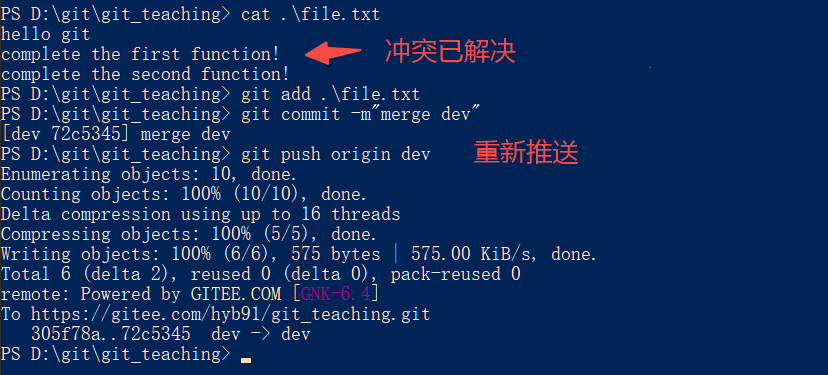 PS D:\git\git_teaching> cat .\file.txt
hello git
complete the first function! 冲突已解决
complete the second function!
PS D:\git\git_teaching> git add .\file.txt
PS D:\git\git_teaching> git commit -m"merge dev"
[dev 72c5345] merge dev
PS D:\git\git_teaching> git push origin dev 重新推送
Enumerating objects: 10, done.
Counting objects: 100% (10/10), done.
Delta compression using up to 16 threads
Compressing objects: 100% (5/5), done.
Writing objects: 100% (6/6), 575 bytes | 575.00 KiB/s, done.
Total 6 (delta 2), reused 0 (delta 0), pack-reused 0
remote: Powered by GITEE.COM [GNK-6.4]
To https://gitee.com/hyb91/git_teaching.git
   305f78a..72c5345  dev -> dev
PS D:\git\git_teaching>